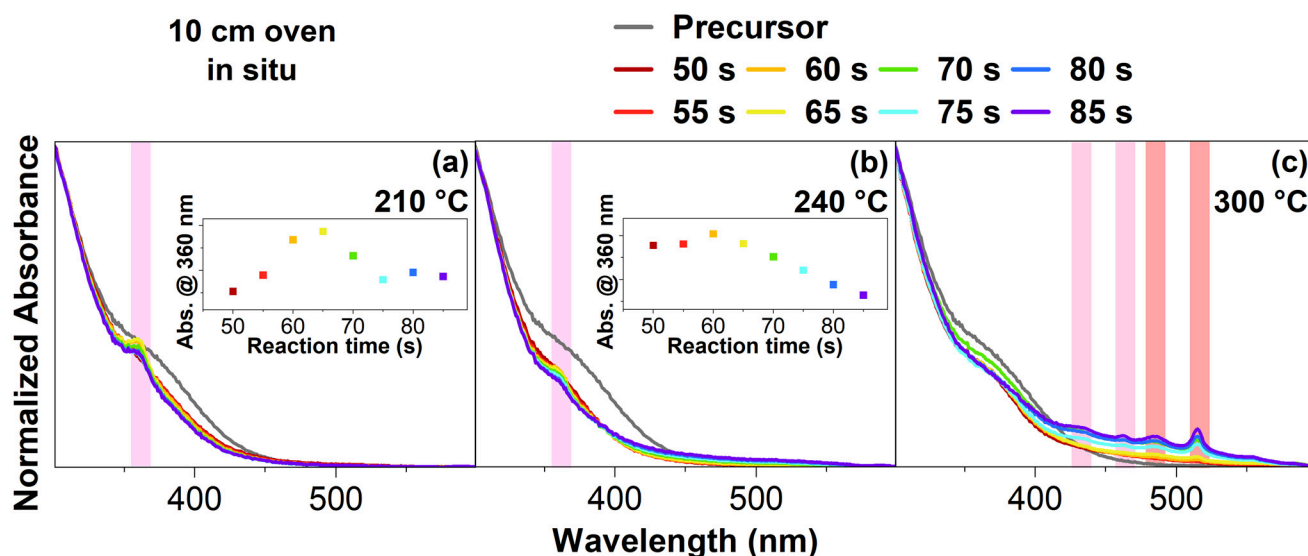 10 cm oven
in situ
Precursor
50 s 60 s 70 s 80 s
55 s 65 s 75 s 85 s
Normalized Absorbance
(a)
210 °C
Abs. @ 360 nm
50 60 70 80
Reaction time (s)
400 500
(b)
240 °C
Abs. @ 360 nm
50 60 70 80
Reaction time (s)
400 500
(c)
300 °C
400 500
Wavelength (nm)